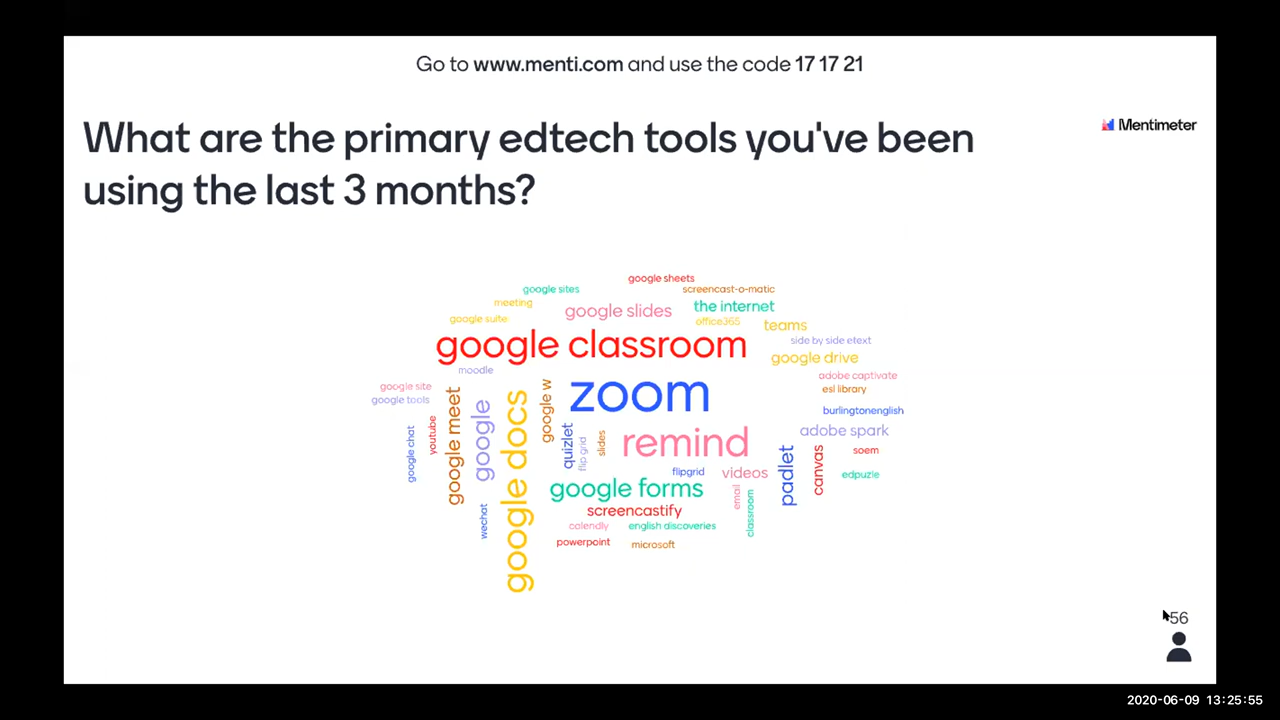 Go to www.menti.com and use the code 17 17 21
Mentimeter
What are the primary edtech tools you've been
using the last 3 months?
google sheets
google sites
screencast-o-matic
meeting
google slides
the internet
google suite
office365
teams
google classroom
side by side etext
google drive
moodle
adobe captivate
google site
esl library
google tools
zoom
google w
burlingtonenglish
google meet
google
google docs
youtube
google chat
quizlet
flip grid
slides
remind
adobe spark
soem
padlet
canvas
flipgrid
videos
edpuzle
google forms
email
classroom
wechat
screencastify
calendly
english discoveries
powerpoint
microsoft
56
2020-06-09 13:25:55